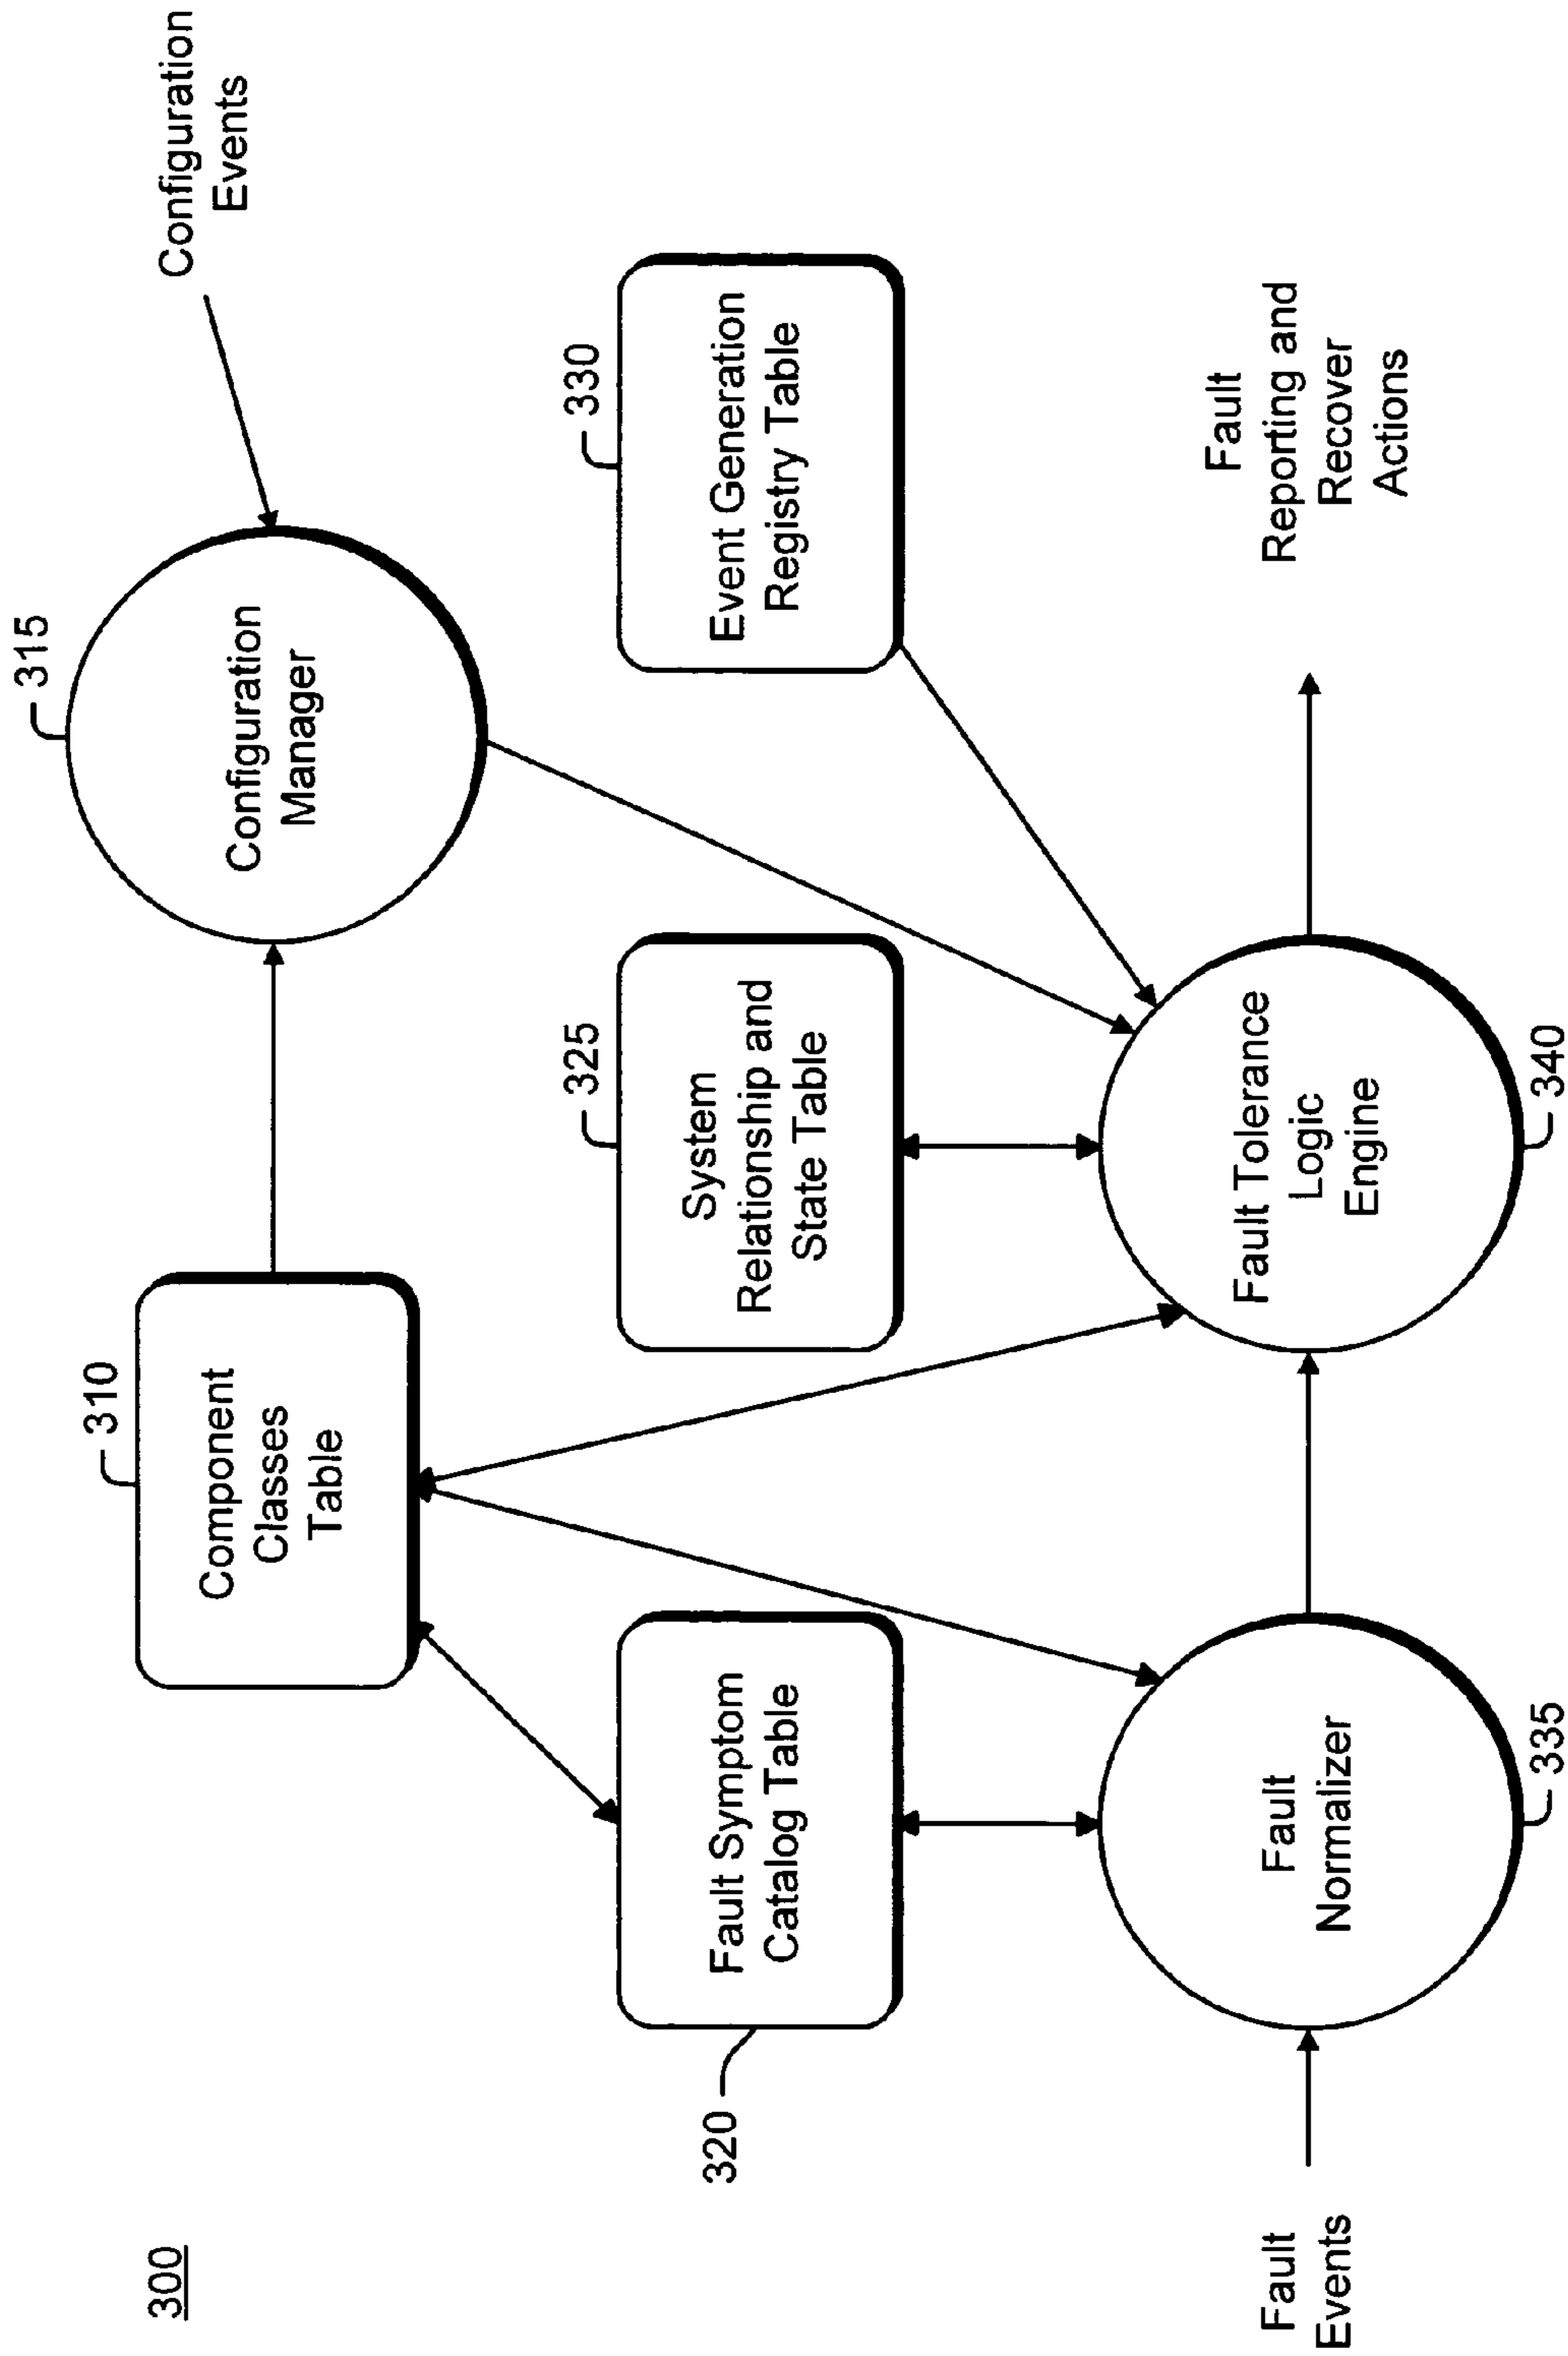 300
310
Component
Classes
Table
315
Configuration
Manager
Configuration
Events
320
Fault Symptom
Catalog Table
325
System
Relationship and
State Table
330
Event Generation
Registry Table
Fault
Events
Fault
Normalizer
335
Fault Tolerance
Logic
Engine
340
Fault
Reporting and
Recover
Actions